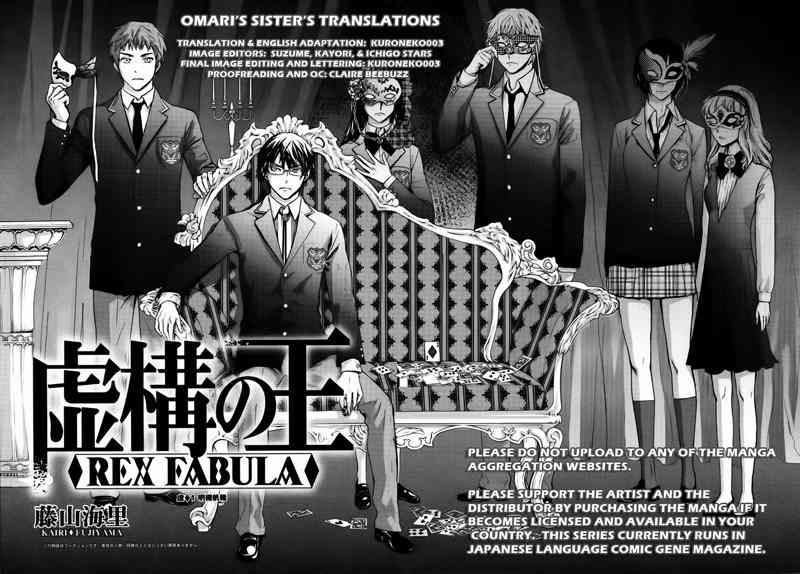 OMARI'S SISTER'S TRANSLATIONS
TRANSLATION & ENGLISH ADAPTATION: KURONEKO003
IMAGE EDITORS: SUZUME, KAYORI, & ICHIGO STARS
FINAL IMAGE EDITING AND LETTERING: KURONEKO003
PROOFREADING AND OC: CLAIRE BEEBUZZ
虚構の王
REX FABULA
藤山海里
KAIRI♦FUJIYAMA
PLEASE DO NOT UPLOAD TO ANY OF THE MANGA
AGGREGATION WEBSITES.
PLEASE SUPPORT THE ARTIST AND THE
DISTRIBUTOR BY PURCHASING THE MANGA IF IT
BECOMES LICENSED AND AVAILABLE IN YOUR
COUNTRY. THIS SERIES CURRENTLY RUNS IN
JAPANESE LANGUAGE COMIC GENE MAGAZINE.